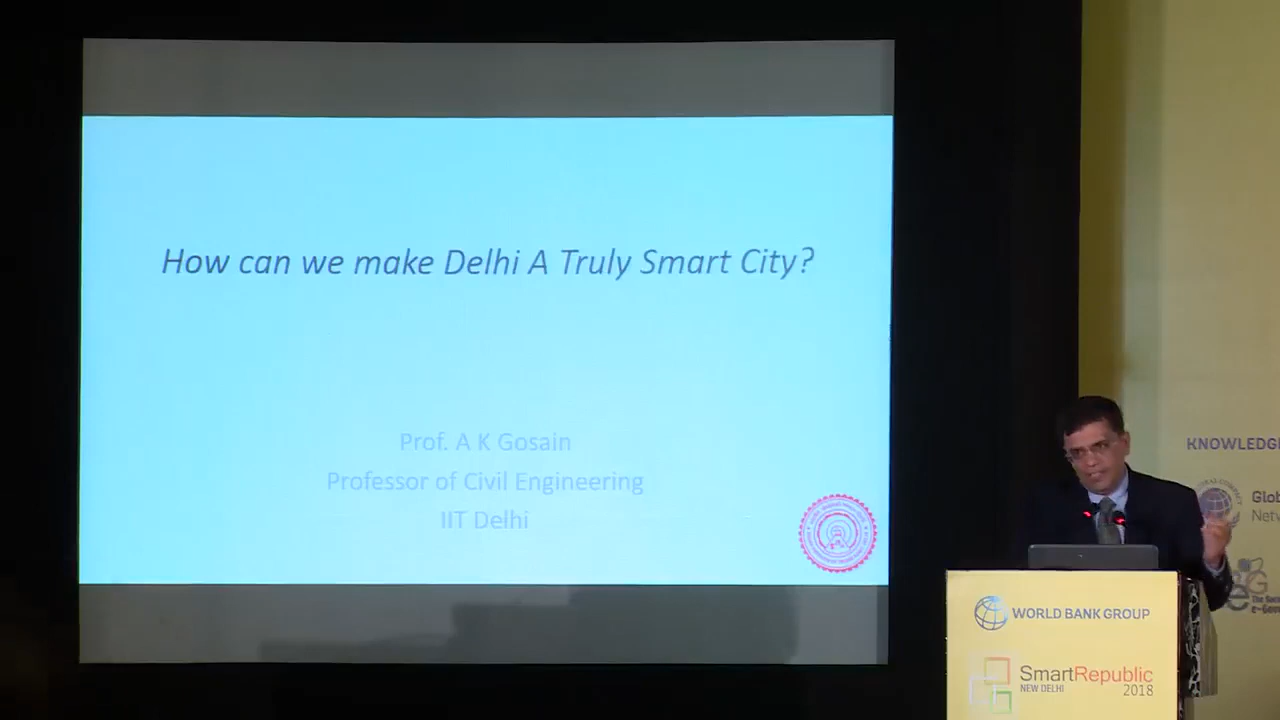 How can we make Delhi A Truly Smart City?
Prof. A K Gosain
Professor of Civil Engineering
IIT Delhi
KNOWLEDGE
WORLD BANK GROUP
SmartRepublic
NEW DELHI
2018